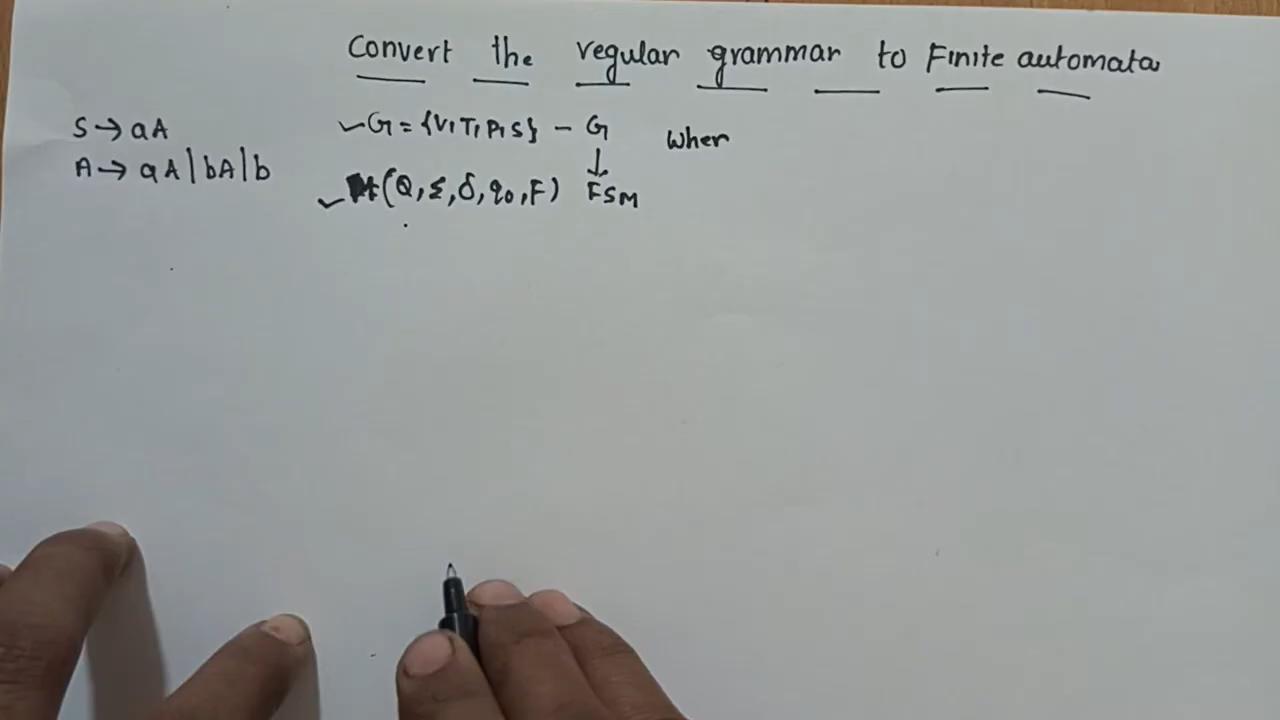 Convert the regular grammar to Finite automata
S→aA
A→aA|bA|b
G={V,T,P,S} - G wher
↓
M(Q,Σ,δ,q₀,F) FSM